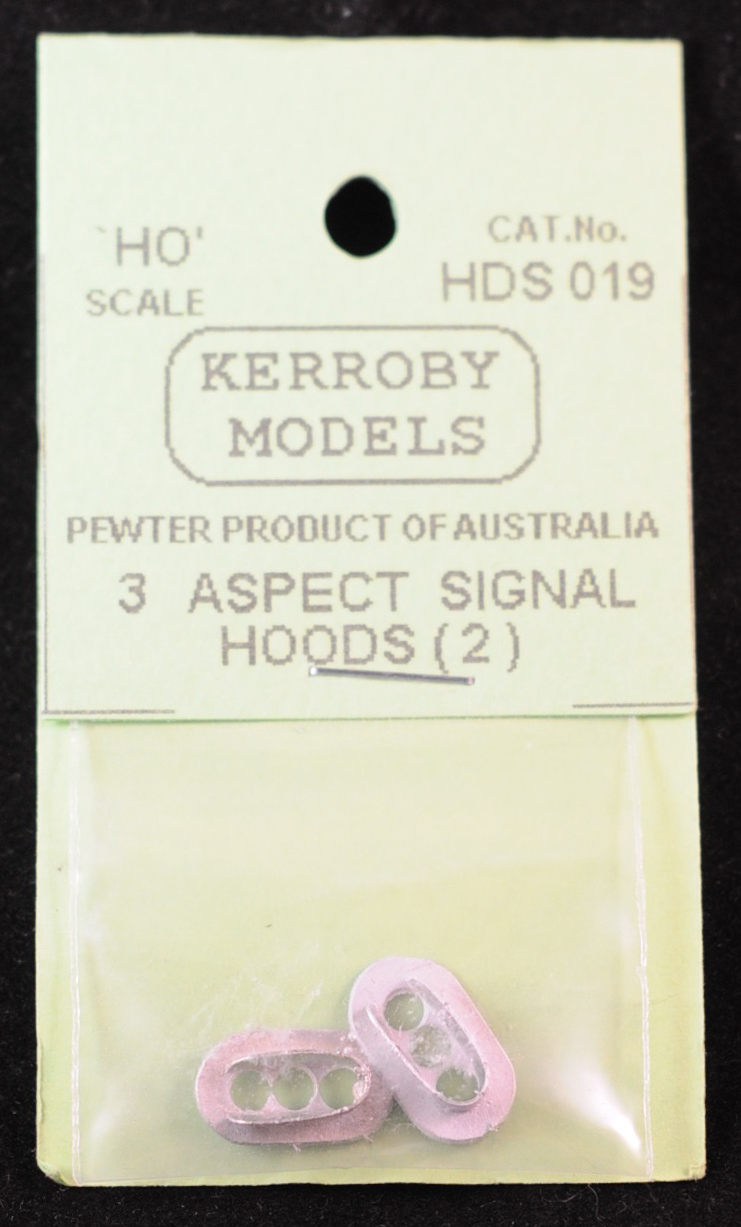 `HO'
SCALE
CAT.No.
HDS 019
KERROBY
MODELS
PEWTER PRODUCT OF AUSTRALIA
3 ASPECT SIGNAL
HOODS (2)